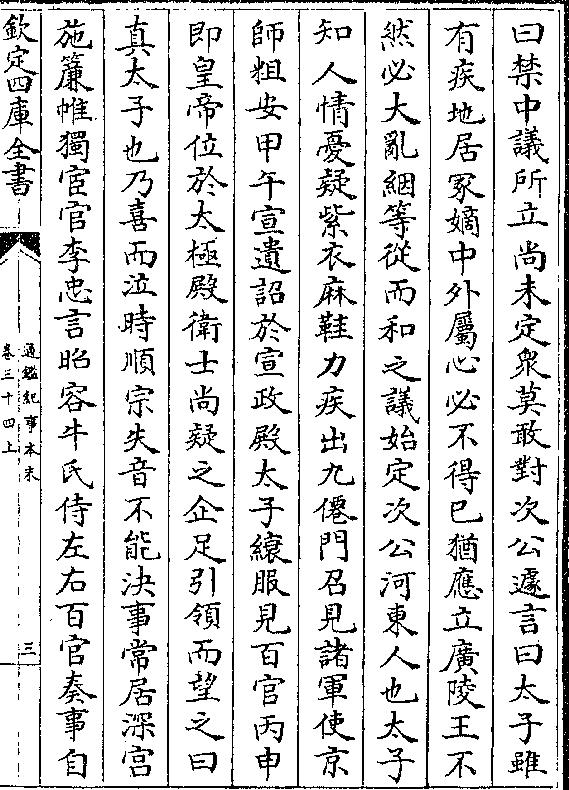 曰禁中議所立尚未定衆莫敢對次公遽言曰太子雖
有疾地居冢嫡中外屬心必不得已猶應立廣陵王不
然必大亂絪等從而和之議始定次公河東人也太子
知人情憂疑紫衣麻鞋力疾出九僊門召見諸軍使京
師粗安甲午宣遺詔於宣政殿太子縗服見百官丙申
即皇帝位於太極殿衛士尚疑之企足引領而望之曰
真太子也乃喜而泣時順宗失音不能決事常居深宮
施簾帷獨宦官李忠言昭容牛氏侍左右百官奏事自
欽定四庫全書
通鑑紀事本末
卷三十四上
三